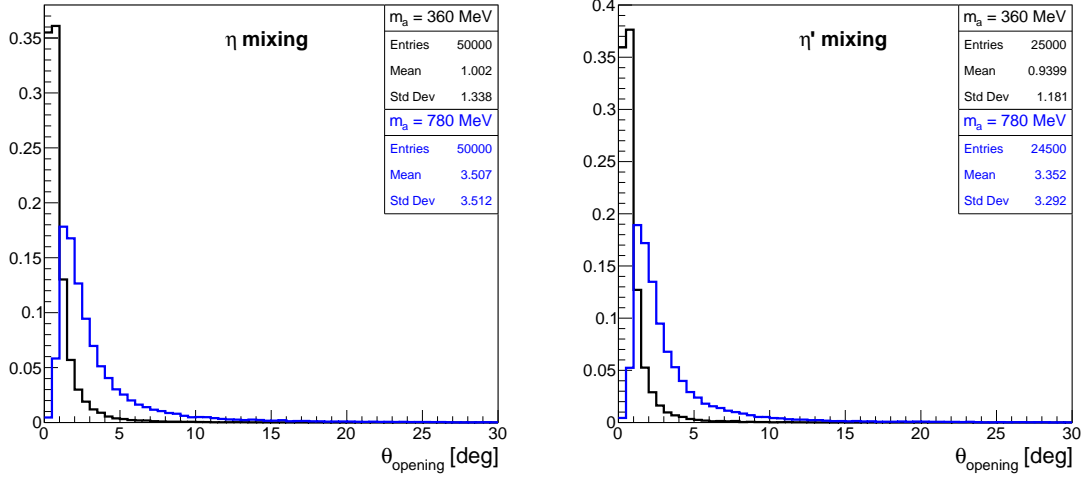 η mixing
m_a = 360 MeV
Entries 50000
Mean 1.002
Std Dev 1.338
m_a = 780 MeV
Entries 50000
Mean 3.507
Std Dev 3.512
0.35
0.3
0.25
0.2
0.15
0.1
0.05
0
0 5 10 15 20 25 30
θ_opening [deg]
η' mixing
m_a = 360 MeV
Entries 25000
Mean 0.9399
Std Dev 1.181
m_a = 780 MeV
Entries 24500
Mean 3.352
Std Dev 3.292
0.4
0.35
0.3
0.25
0.2
0.15
0.1
0.05
0
0 5 10 15 20 25 30
θ_opening [deg]